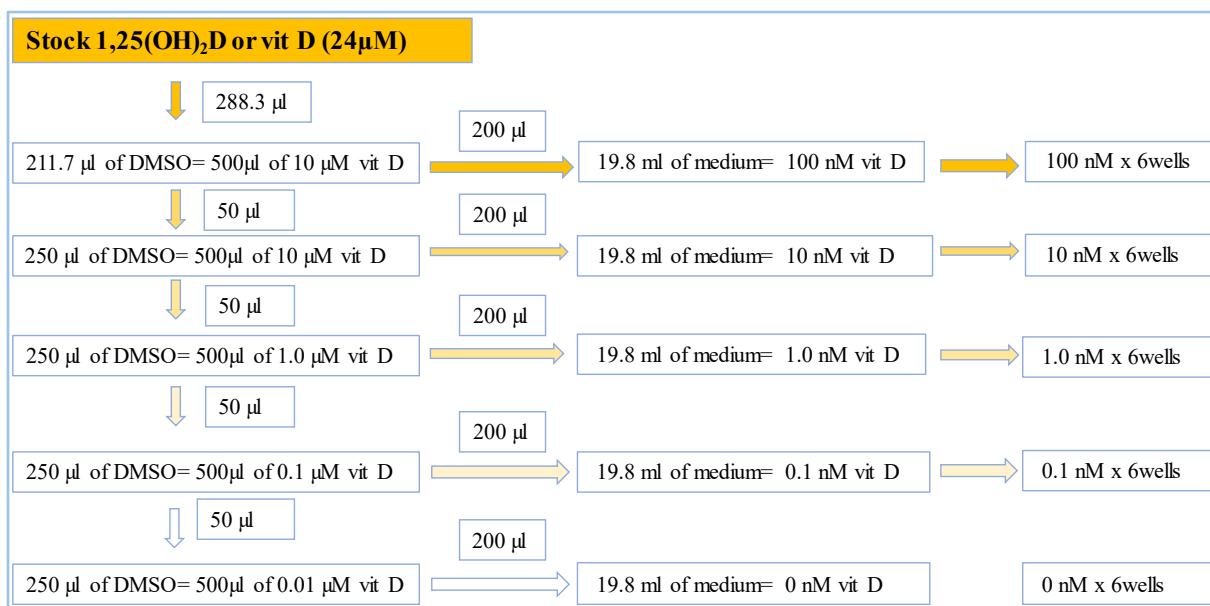 Stock 1,25(OH)₂D or vit D (24μM)
288.3 μl
200 μl
211.7 μl of DMSO= 500μl of 10 μM vit D
19.8 ml of medium= 100 nM vit D
100 nM x 6wells
50 μl
200 μl
250 μl of DMSO= 500μl of 10 μM vit D
19.8 ml of medium= 10 nM vit D
10 nM x 6wells
50 μl
200 μl
250 μl of DMSO= 500μl of 1.0 μM vit D
19.8 ml of medium= 1.0 nM vit D
1.0 nM x 6wells
50 μl
200 μl
250 μl of DMSO= 500μl of 0.1 μM vit D
19.8 ml of medium= 0.1 nM vit D
0.1 nM x 6wells
50 μl
200 μl
250 μl of DMSO= 500μl of 0.01 μM vit D
19.8 ml of medium= 0 nM vit D
0 nM x 6wells